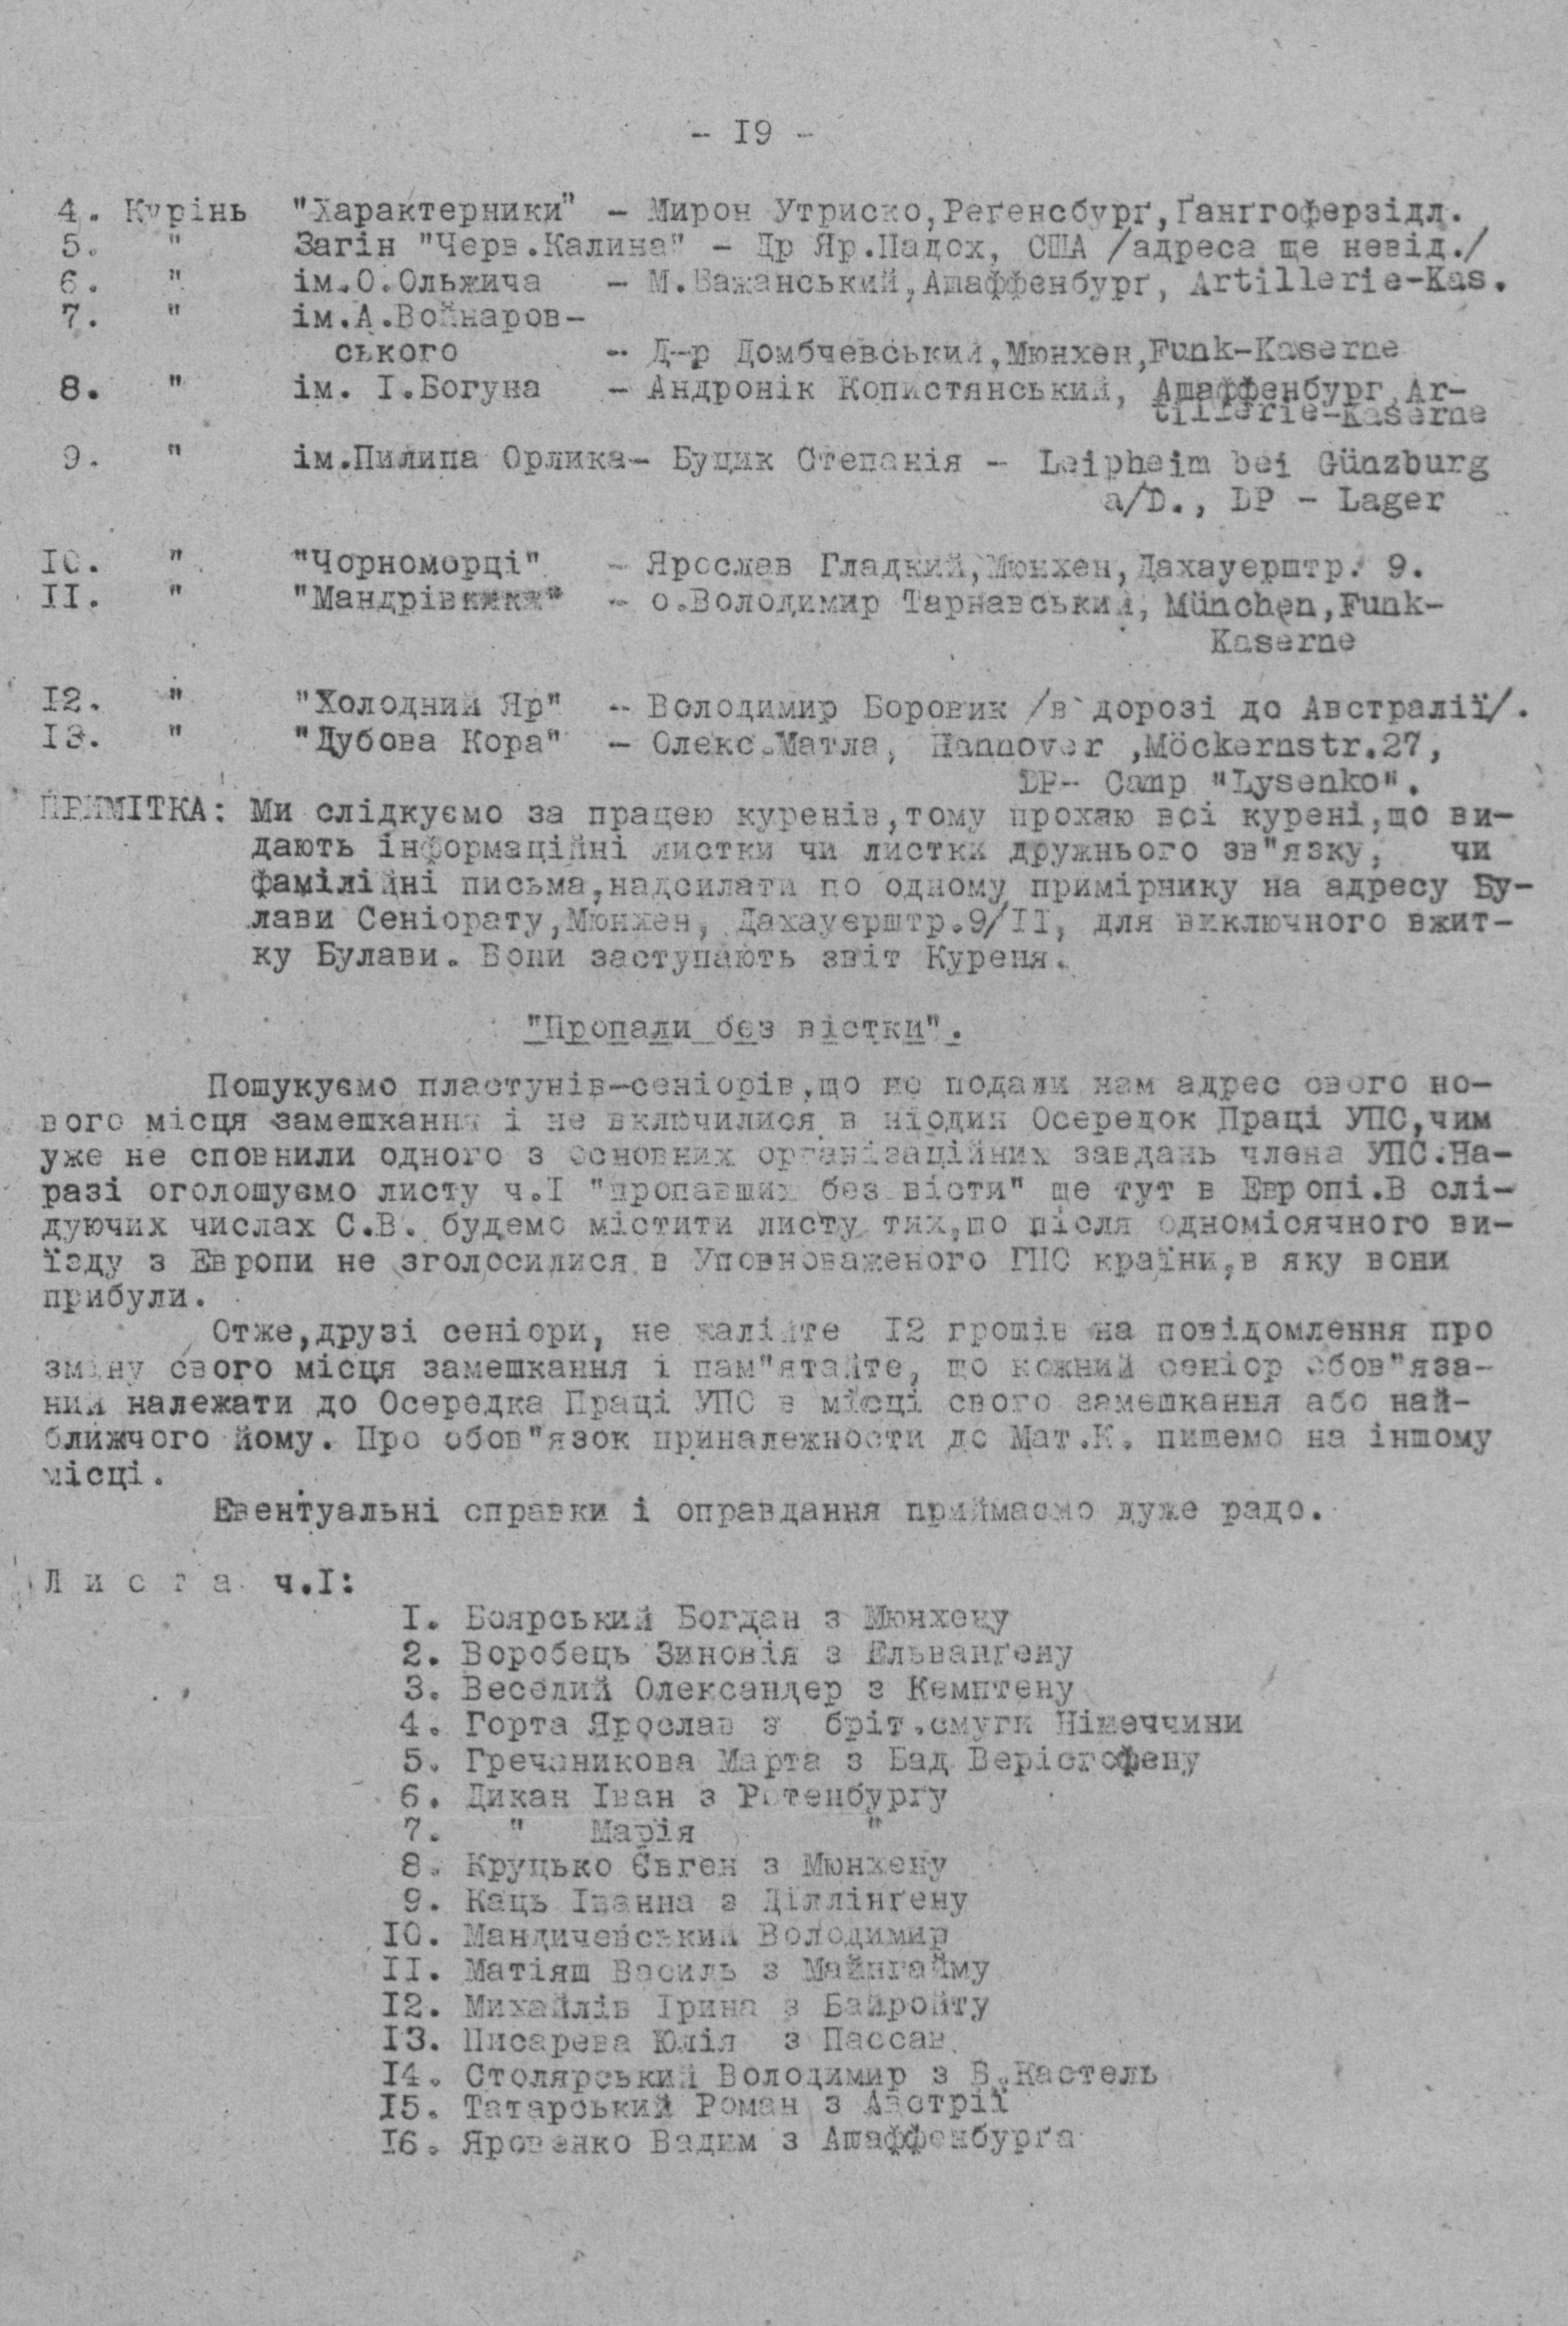 - I9 -
4. Курінь "Характерники" - Мирон Утриско,Реґенсбурґ,Ґанґгоферзідл.
5. " Загін "Черв.Калина" - Др Яр.Падох, США /адреса ще невід./
6. " ім.О.Ольжича - М.Бажанський,Ашаффенбурґ, Artillerie-Kas.
7. " ім.А.Войнаров-
ського - Д-р Домбчевський,Мюнхен,Funk-Kaserne
8. " ім. І.Богуна - Андронік Копистянський, Ашаффенбург,Ar-
tillerie-Kaserne
9. " ім.Пилипа Орлика- Буцик Степанія - Leipheim bei Günzburg
a/D., DP - Lager
IO. " "Чорноморці" - Ярослав Гладкий,Мюнхен,Дахауерштр. 9.
II. " - о.Володимир Тарнавський, München,Funk-
Kaserne
I2. " "Холодний Яр" - Володимир Боровик /в дорозі до Австралії/.
I3. " "Дубова Кора" - Олекс.Матла, Hannover ,Möckernstr.27,
DP- Camp "Lysenko".
ПРИМІТКА: Ми слідкуємо за працею куренів,тому прохаю всі курені,що ви-
дають інформаційні листки чи листки дружнього зв"язку, чи
фамілійні письма,надсилати по одному примірнику на адресу Бу-
лави Сеніорату,Мюнхен, Дахауерштр.9/II, для виключного вжит-
ку Булави. Вони заступають звіт Куреня.
"Пропали без вістки".
Пошукуємо пластунів-сеніорів,що не подали нам адрес свого но-
вого місця замешкання і не включилися в ніодин Осередок Праці УПС,чим
уже не сповнили одного з основних організаційних завдань члена УПС.На-
разі оголошуємо листу ч.I "пропавших без вісти" ще тут в Европі.В слі-
дуючих числах С.В. будемо містити листу тих,що після одномісячного ви-
їзду з Европи не зголосилися в Уповноваженого ГПС країни,в яку вони
прибули.
Отже,друзі сеніори, не жалійте I2 грошів на повідомлення про
зміну свого місця замешкання і пам"ятайте, що кожний сеніор обов"яза-
ний належати до Осередка Праці УПС в місці свого замешкання або най-
ближчого йому. Про обов"язок приналежности до Мат.К. пишемо на іншому
місці.
Евентуальні справки і оправдання приймаємо дуже радо.
Л и с т а ч.I:
I. Боярський Богдан з Мюнхену
2. Воробець Зиновія з Ельванґену
3. Веселий Олександер з Кемптену
4. Горта Ярослав з бріт.смуги Німеччини
5. Гречаникова Марта з Бад Верісгофену
6. Дикан Іван з Ротенбурґу
7. " Марія "
8. Круцько Євген з Мюнхену
9. Каць Іванна з Діллінґену
IO. Мандичевський Володимир
II. Матіяш Василь з Майнгайму
I2. Михайлів Ірина з Байройту
I3. Писарева Юлія з Пассав
I4. Столярський Володимир з В.Кастель
I5. Татарський Роман з Австрії
I6. Яровенко Вадим з Ашаффенбурґа